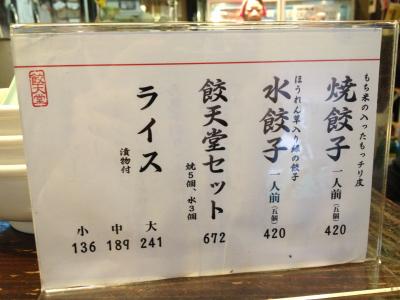 もち米の入ったもっチリ皮
焼餃子 一人前(五個) 420
ほうれん草入り緑の餃子
水餃子 一人前(五個) 420
餃天堂セット 焼5個、水3個 672
ライス 漬物付
大 241
中 189
小 136
餃天堂